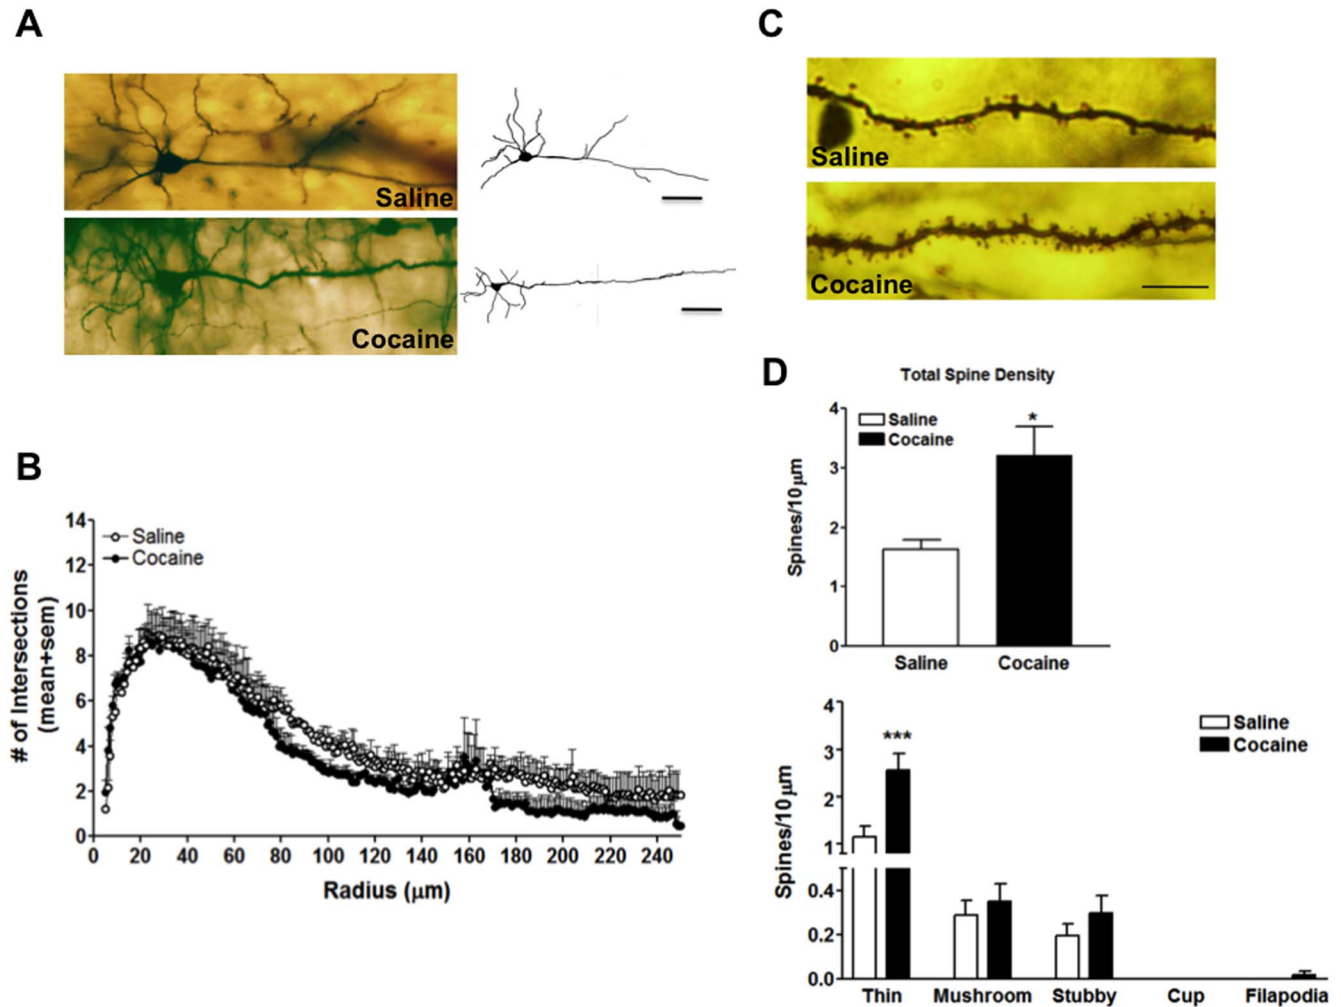 A
Saline
Cocaine
B
14
12
10
8
6
4
2
0
# of Intersections
(mean+sem)
Saline
Cocaine
0 20 40 60 80 100 120 140 160 180 200 220 240
Radius (μm)
C
Saline
Cocaine
D
Total Spine Density
4
3
2
1
0
Spines/10μm
Saline
Cocaine
*
Saline Cocaine
4
3
2
1
0.4
0.2
0.0
Spines/10μm
***
Saline
Cocaine
Thin Mushroom Stubby Cup Filapodia